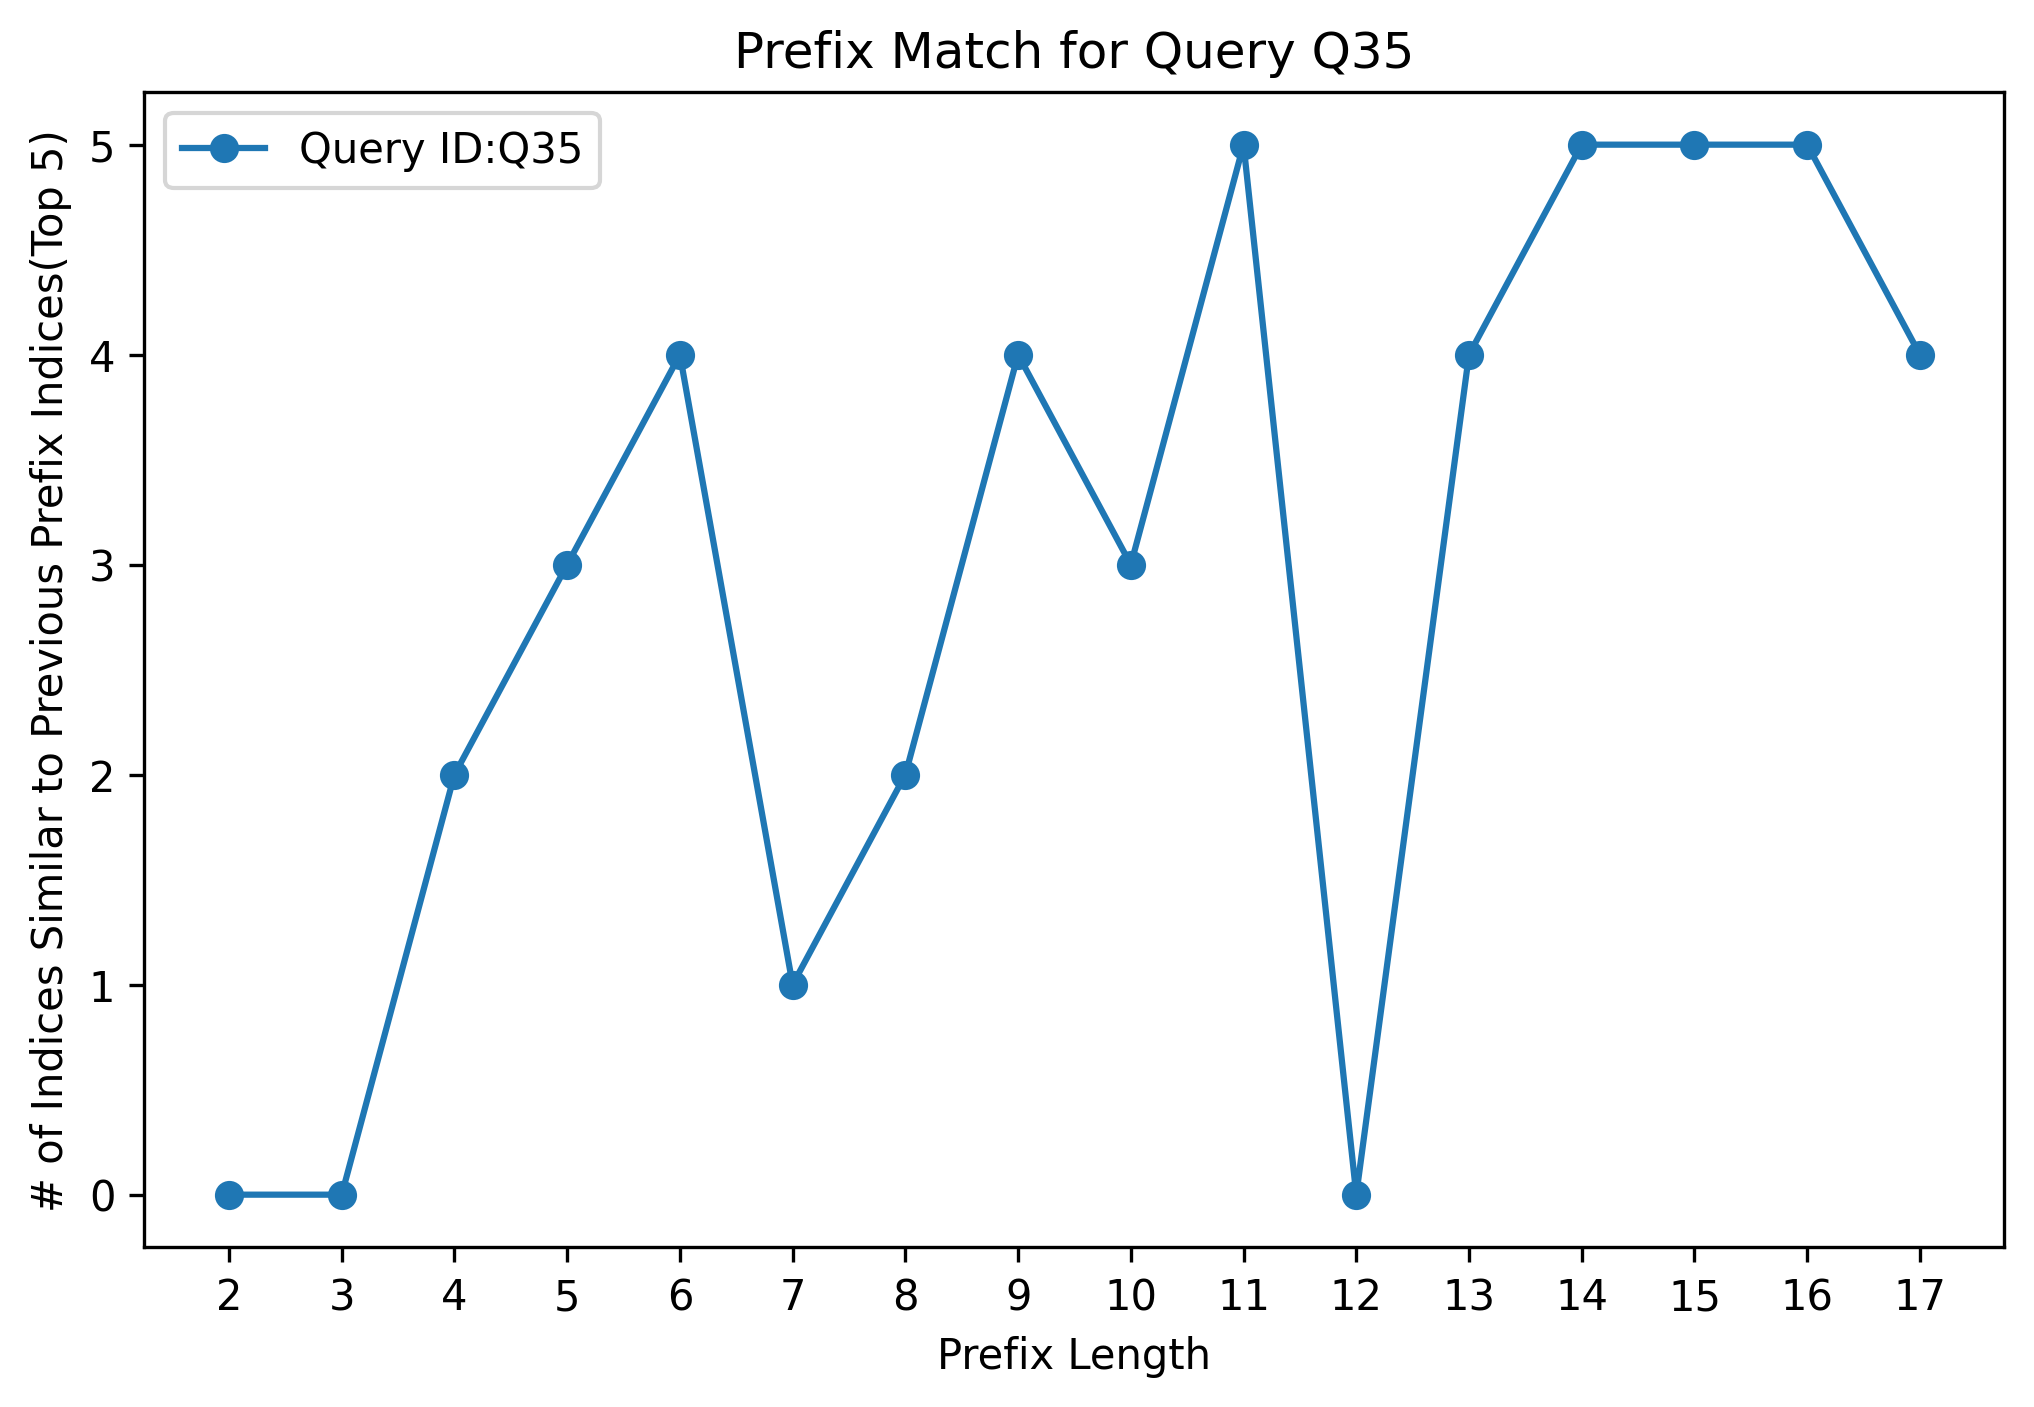 Prefix Match for Query Q35
Query ID:Q35
# of Indices Similar to Previous Prefix Indices(Top 5)
5
4
3
2
1
0
2 3 4 5 6 7 8 9 10 11 12 13 14 15 16 17
Prefix Length